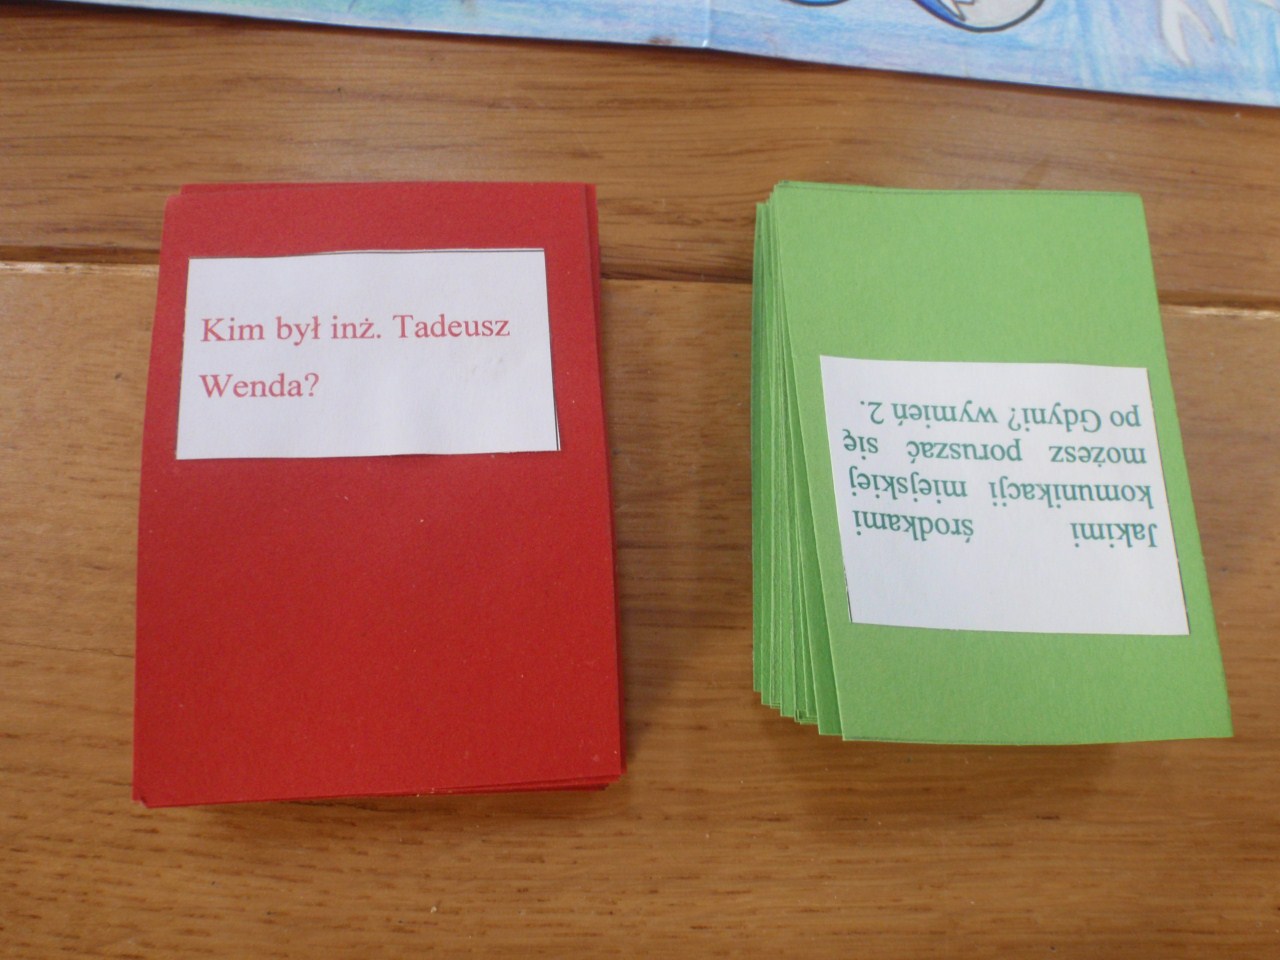 Kim był inż. Tadeusz
Wenda?
Jakimi środkami
komunikacji miejskiej
możesz poruszać się
po Gdyni? wymień 2.